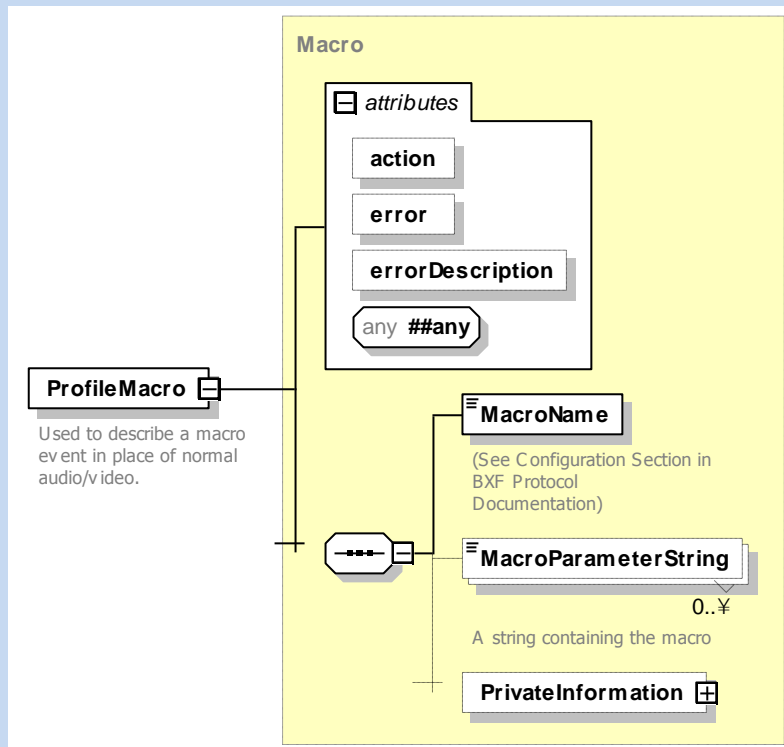 Macro
attributes
action
error
errorDescription
any ##any
ProfileMacro
Used to describe a macro
event in place of normal
audio/video.
MacroName
(See Configuration Section in
BXF Protocol
Documentation)
MacroParameterString
0..¥
A string containing the macro
PrivateInformation